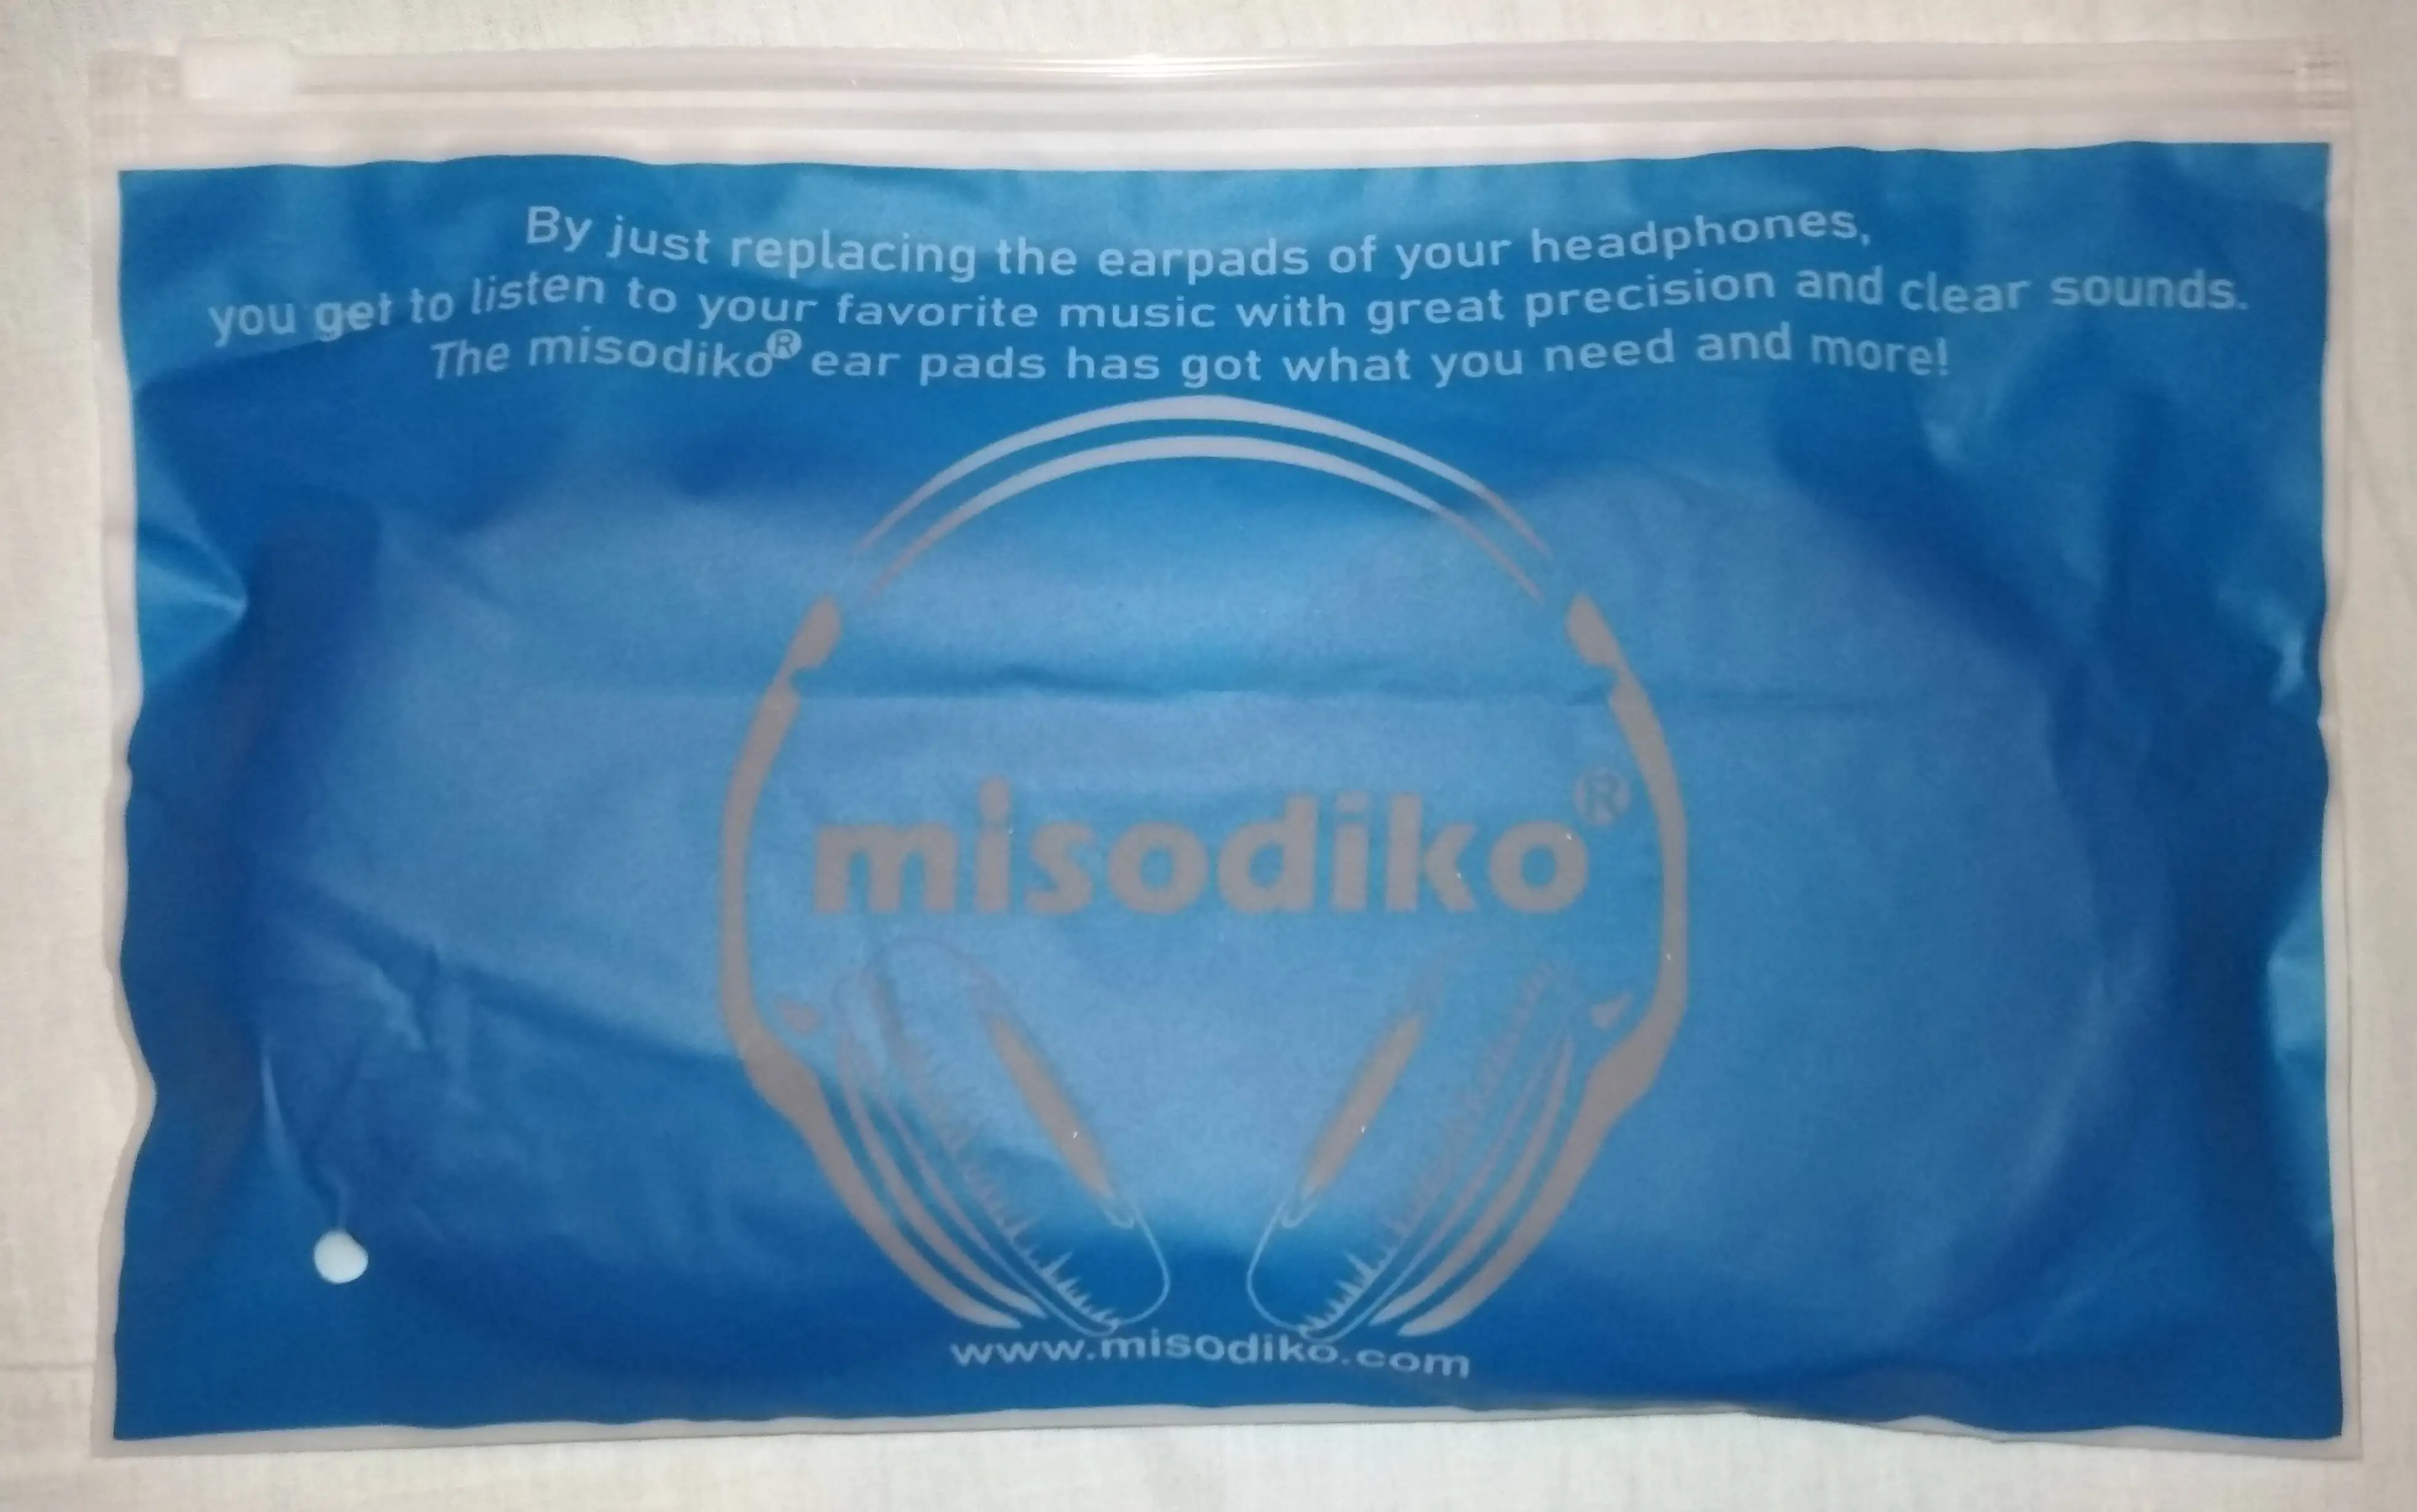 By just replacing the earpads of your headphones,
you get to listen to your favorite music with great precision and clear sounds.
The misodiko® ear pads has got what you need and more!
misodiko®
www.misodiko.com